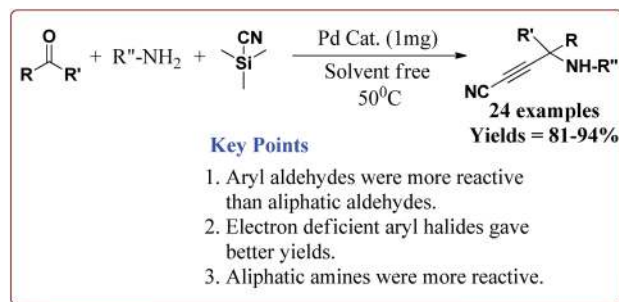 O
R R' + R"-NH₂ + CN
Si
Pd Cat. (1mg)
Solvent free
50⁰C
R' R
NC NH-R"
24 examples
Yields = 81-94%
Key Points
1. Aryl aldehydes were more reactive
than aliphatic aldehydes.
2. Electron deficient aryl halides gave
better yields.
3. Aliphatic amines were more reactive.